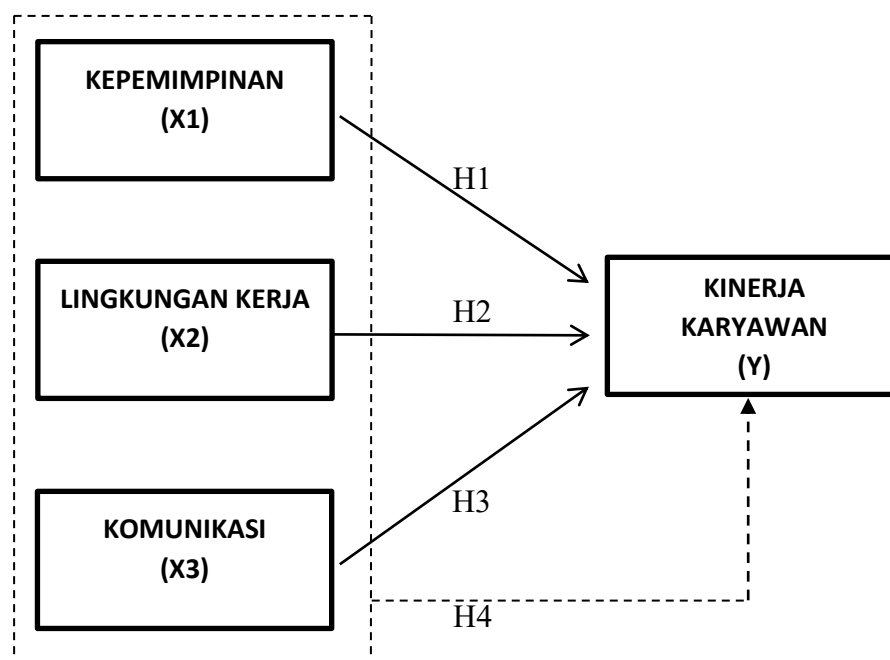 KEPEMIMPINAN
(X1)
H1
LINGKUNGAN KERJA
(X2)
H2
KINERJA
KARYAWAN
(Y)
KOMUNIKASI
(X3)
H3
H4